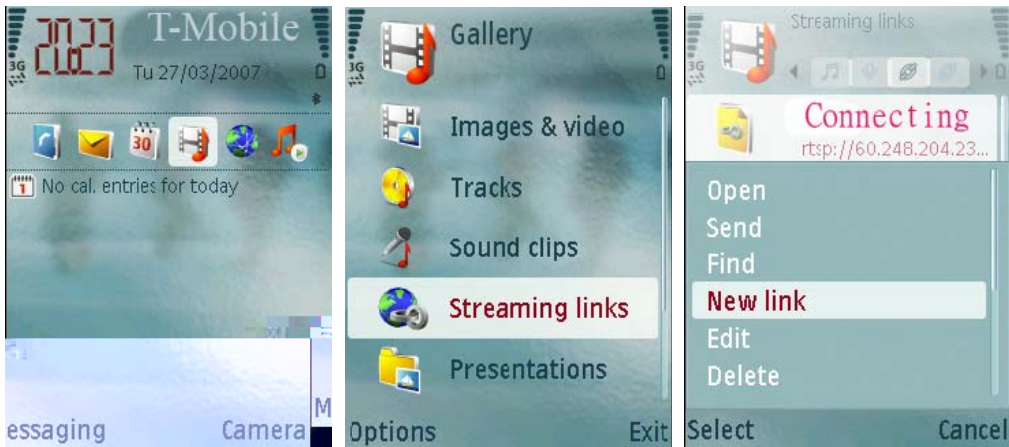 20:23
T-Mobile
3G
Tu 27/03/2007
30
1 No cal. entries for today
essaging Camera M
Gallery
3G
Images & video
Tracks
Sound clips
Streaming links
Presentations
Options Exit
Streaming links
3G
Connecting
rtsp://60.248.204.23...
Open
Send
Find
New link
Edit
Delete
Select Cancel